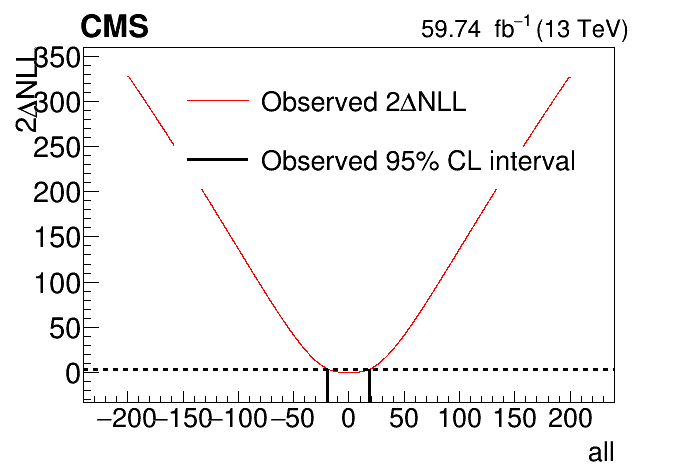 CMS
59.74 fb⁻¹ (13 TeV)
2ΔNLL
350
300
250
200
150
100
50
0
Observed 2ΔNLL
Observed 95% CL interval
−200 −150 −100 −50 0 50 100 150 200
all